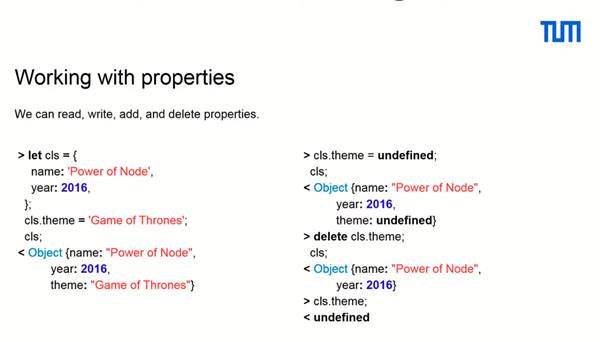 TUM
Working with properties
We can read, write, add, and delete properties.
> let cls = {
name: 'Power of Node',
year: 2016,
};
cls.theme = 'Game of Thrones';
cls;
< Object {name: "Power of Node",
year: 2016,
theme: "Game of Thrones"}
> cls.theme = undefined;
cls;
< Object {name: "Power of Node",
year: 2016,
theme: undefined}
> delete cls.theme;
cls;
< Object {name: "Power of Node",
year: 2016}
> cls.theme;
< undefined